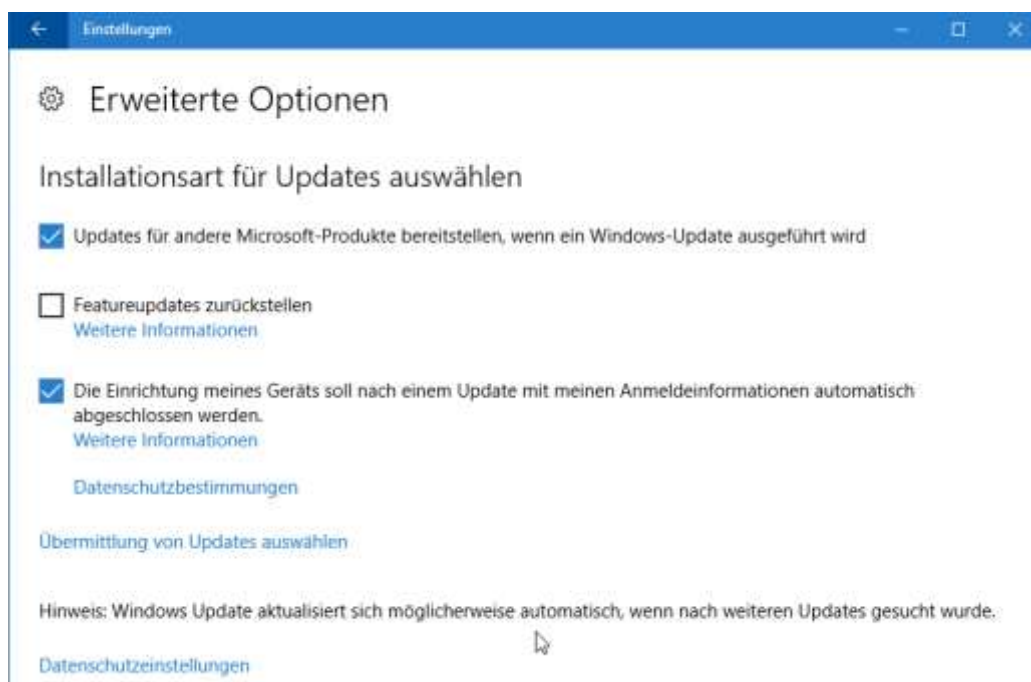 Einstellungen
Erweiterte Optionen
Installationsart für Updates auswählen
Updates für andere Microsoft-Produkte bereitstellen, wenn ein Windows-Update ausgeführt wird
Featureupdates zurückstellen
Weitere Informationen
Die Einrichtung meines Geräts soll nach einem Update mit meinen Anmeldeinformationen automatisch
abgeschlossen werden.
Weitere Informationen
Datenschutzbestimmungen
Übermittlung von Updates auswählen
Hinweis: Windows Update aktualisiert sich möglicherweise automatisch, wenn nach weiteren Updates gesucht wurde.
Datenschutzeinstellungen